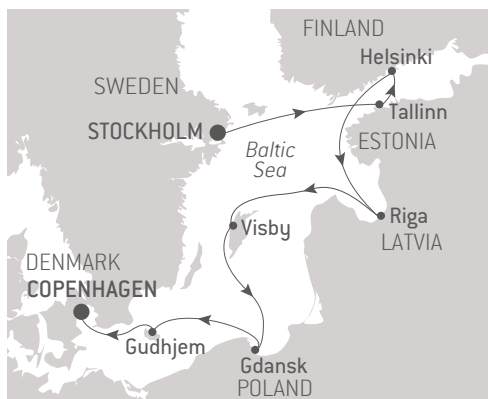 FINLAND
Helsinki
SWEDEN
Tallinn
STOCKHOLM
ESTONIA
Baltic
Sea
Riga
Visby
LATVIA
DENMARK
COPENHAGEN
Gudhjem
Gdansk
POLAND